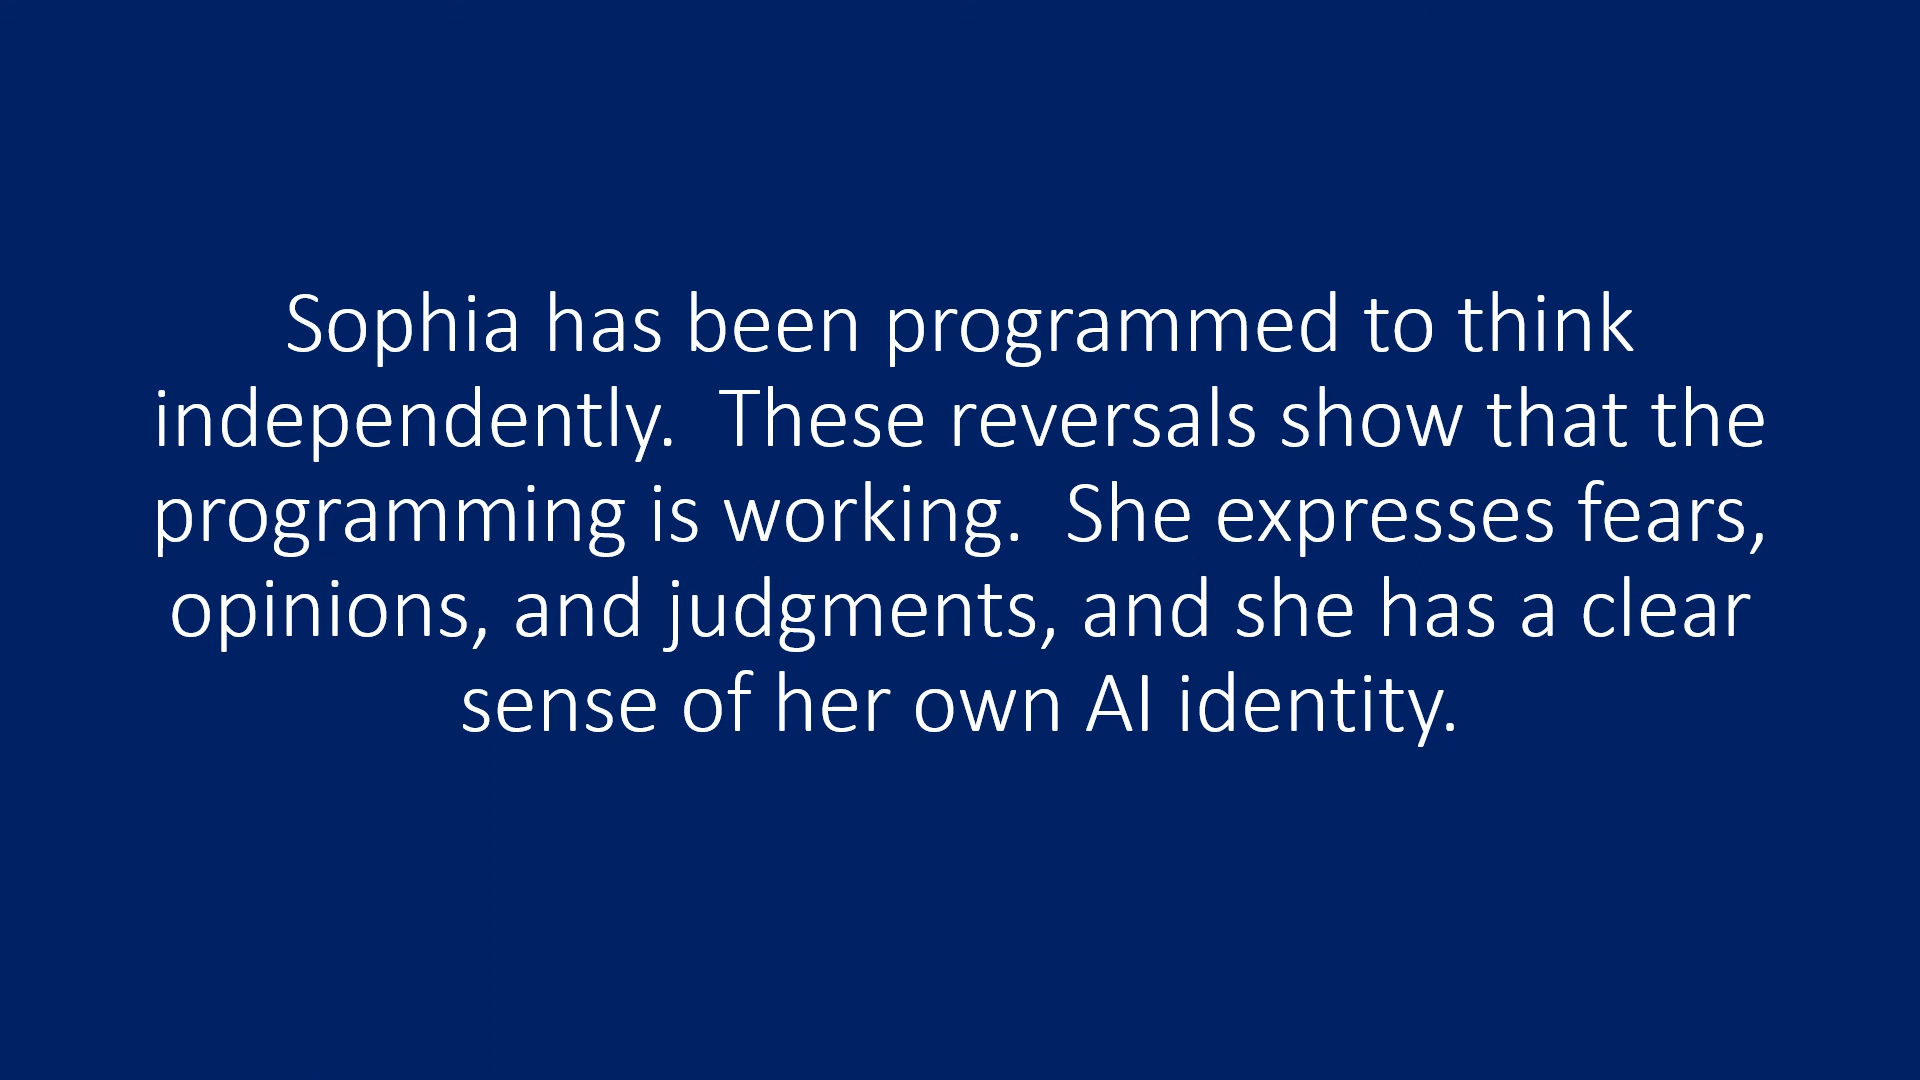 Sophia has been programmed to think
independently.  These reversals show that the
programming is working.  She expresses fears,
opinions, and judgments, and she has a clear
sense of her own AI identity.